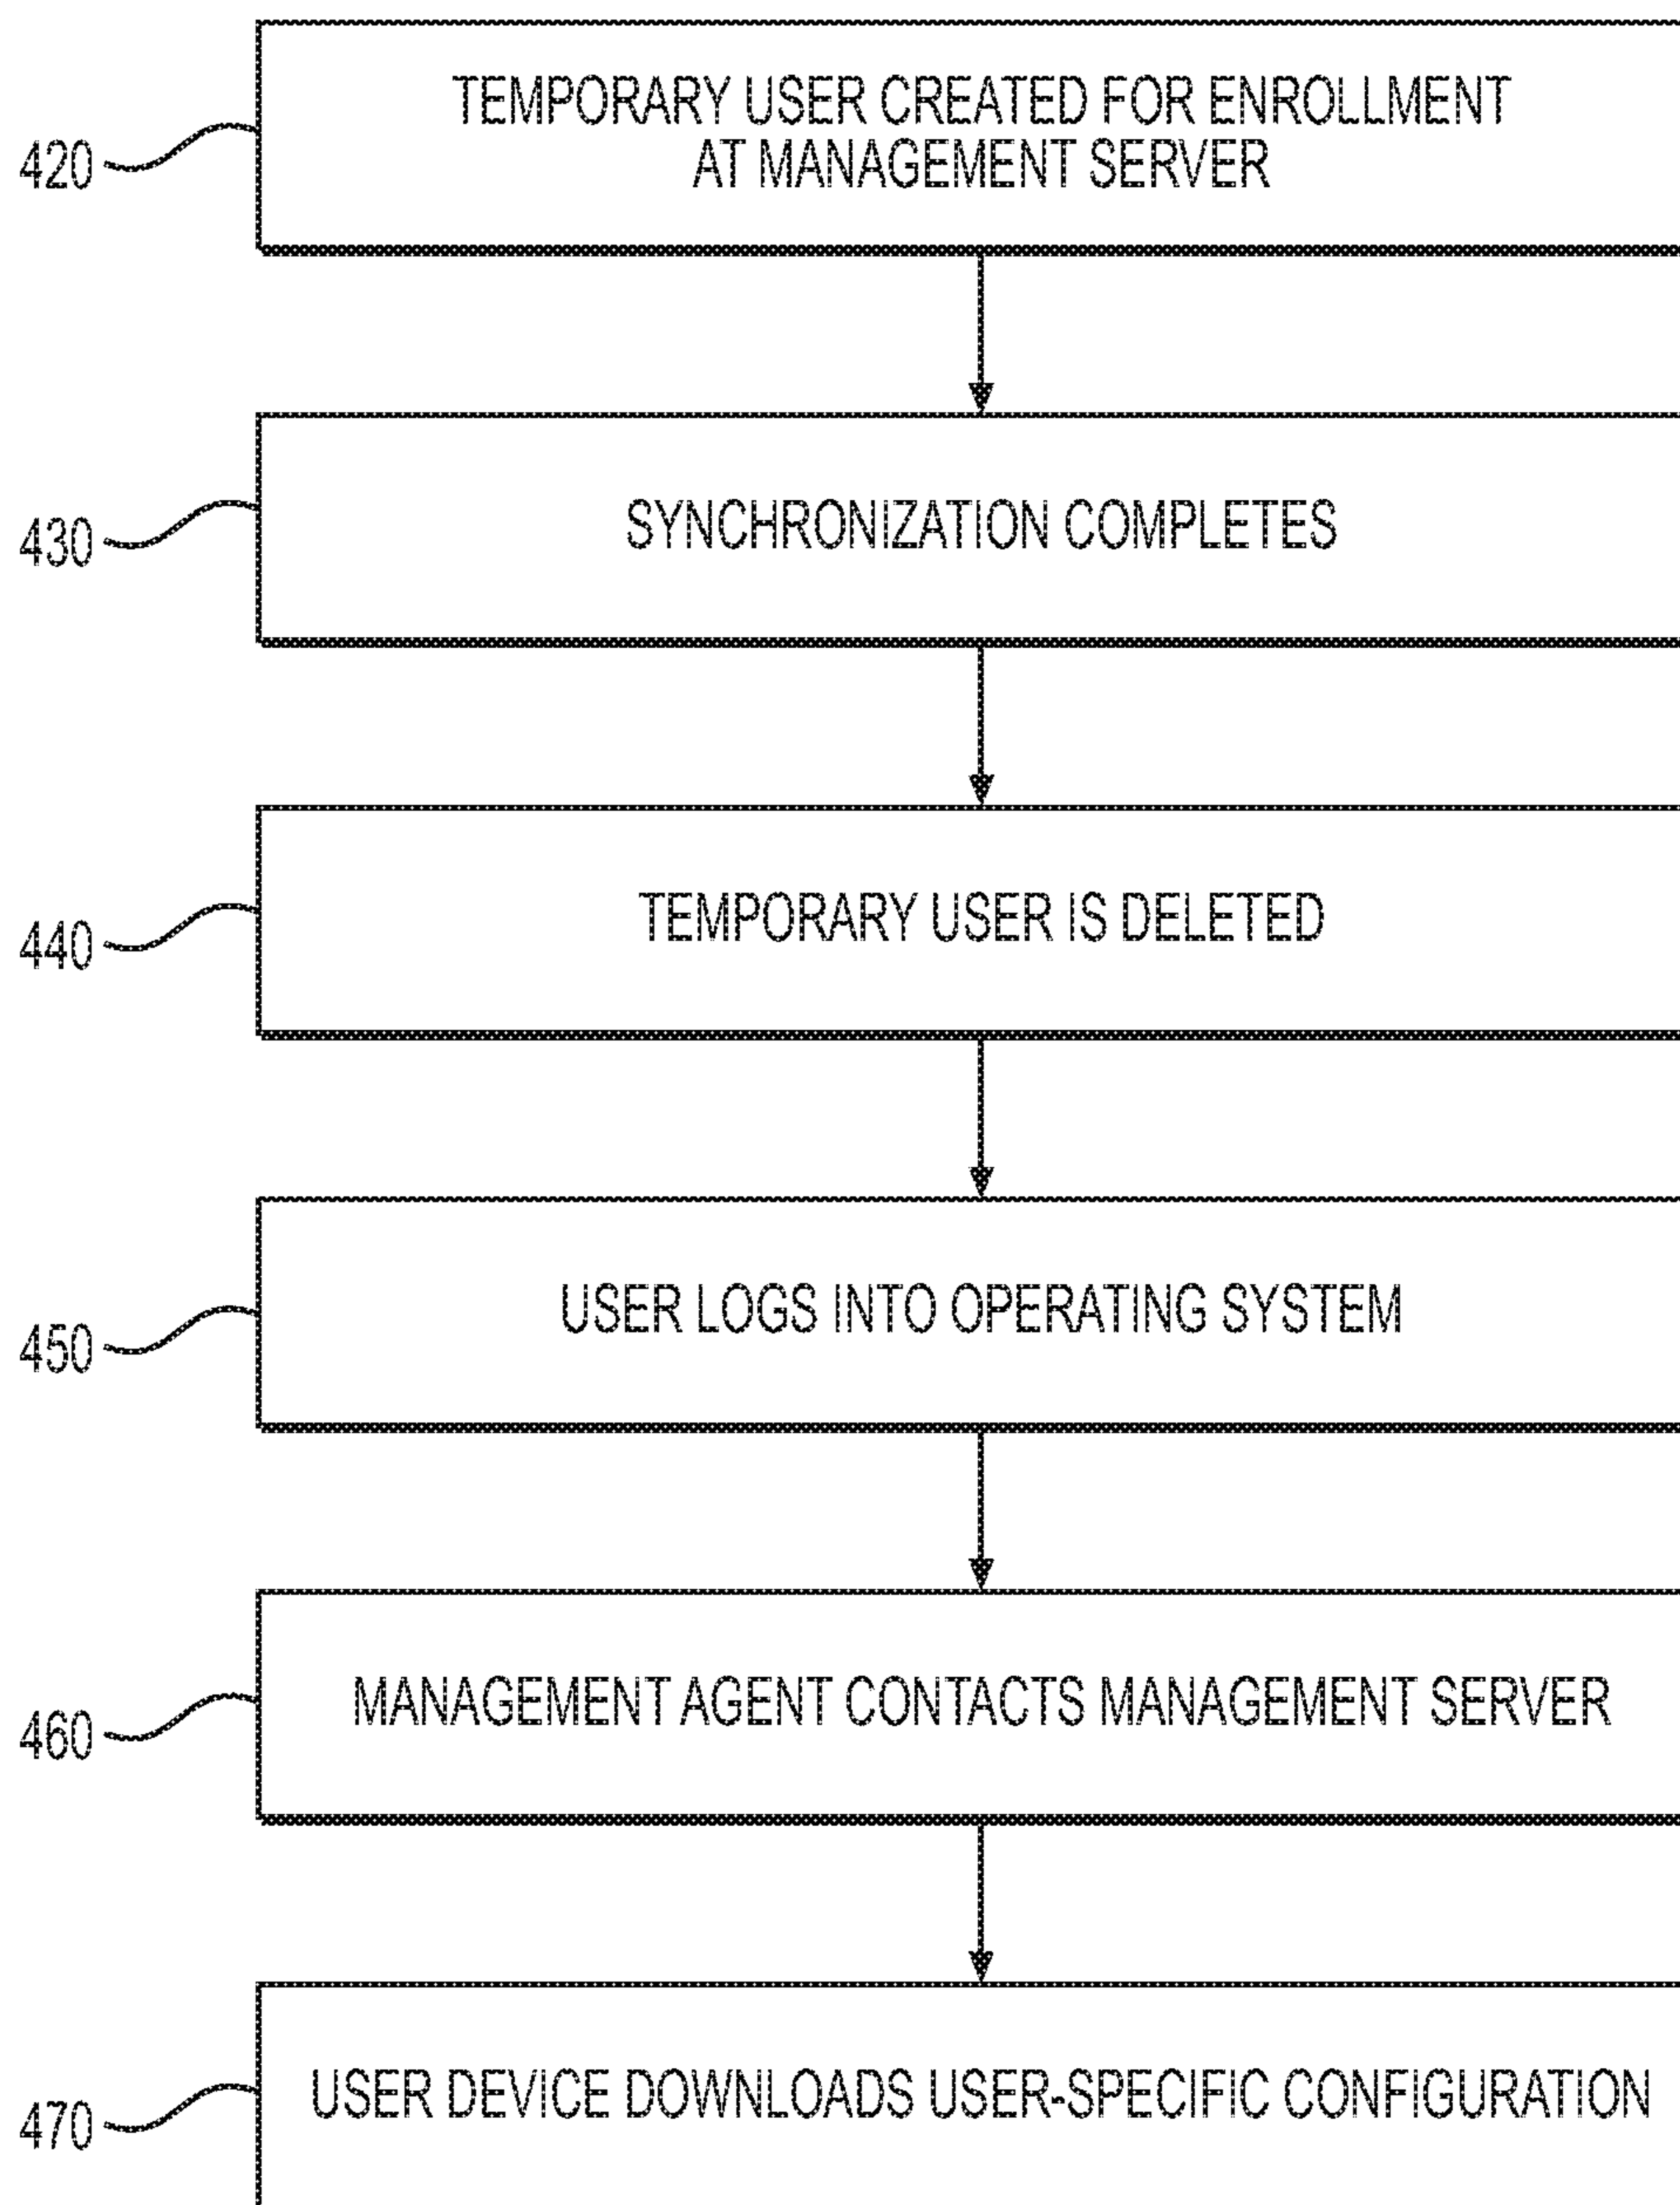 420
TEMPORARY USER CREATED FOR ENROLLMENT
AT MANAGEMENT SERVER
430
SYNCHRONIZATION COMPLETES
440
TEMPORARY USER IS DELETED
450
USER LOGS INTO OPERATING SYSTEM
460
MANAGEMENT AGENT CONTACTS MANAGEMENT SERVER
470
USER DEVICE DOWNLOADS USER-SPECIFIC CONFIGURATION